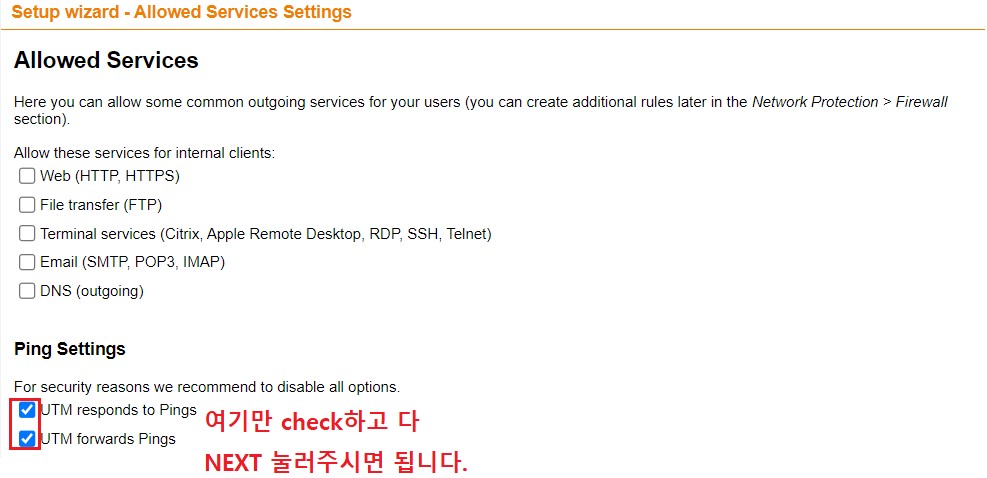 Setup wizard - Allowed Services Settings
Allowed Services
Here you can allow some common outgoing services for your users (you can create additional rules later in the Network Protection > Firewall
section).
Allow these services for internal clients:
Web (HTTP, HTTPS)
File transfer (FTP)
Terminal services (Citrix, Apple Remote Desktop, RDP, SSH, Telnet)
Email (SMTP, POP3, IMAP)
DNS (outgoing)
Ping Settings
For security reasons we recommend to disable all options.
UTM responds to Pings
여기만 check하고 다
UTM forwards Pings
NEXT 눌러주시면 됩니다.